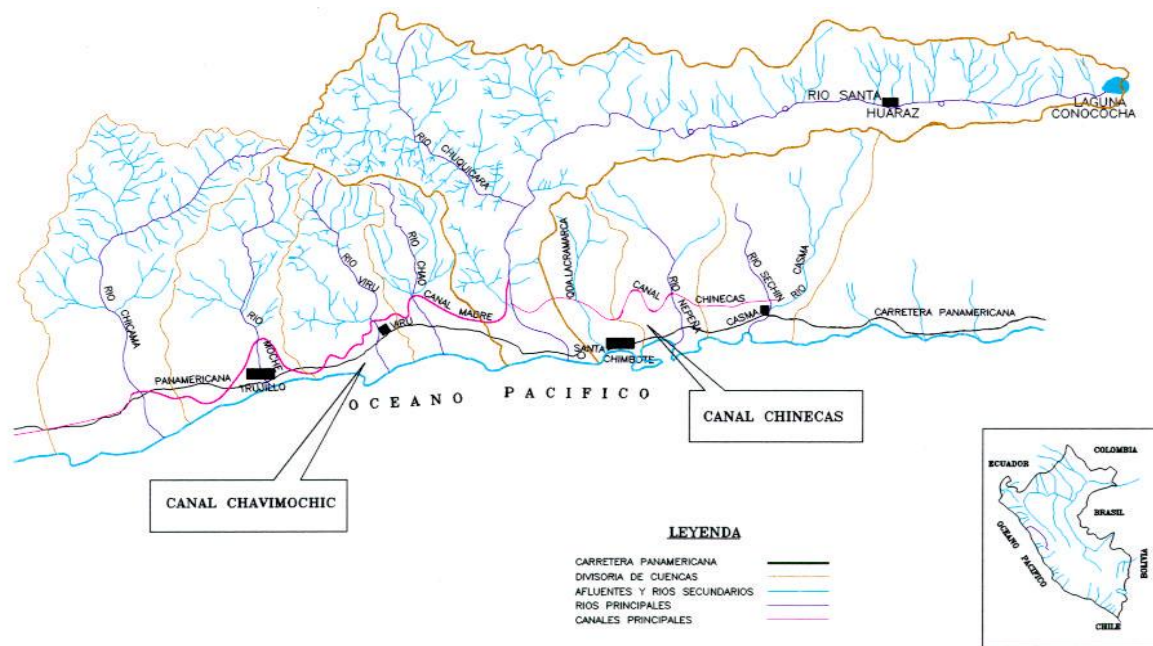 RIO SANTA
HUARAZ
LAGUNA
CONOCOCHA
RIO CHUQUICARA
RIO CHICAMA
RIO
MOCHE
RIO VIRU
RIO CHAO
CANAL MADRE
VIRU
QDA.LACRAMARCA
CANAL CHINECAS
RIO NEPEÑA
RIO SECHIN
RIO CASMA
CASMA
CARRETERA PANAMERICANA
SANTA
CHIMBOTE
PANAMERICANA
TRUJILLO
OCEANO PACIFICO
CANAL CHINECAS
CANAL CHAVIMOCHIC
LEYENDA
CARRETERA PANAMERICANA
DIVISORIA DE CUENCAS
AFLUENTES Y RIOS SECUNDARIOS
RIOS PRINCIPALES
CANALES PRINCIPALES
ECUADOR
COLOMBIA
BRASIL
OCEANO PACIFICO
BOLIVIA
CHILE